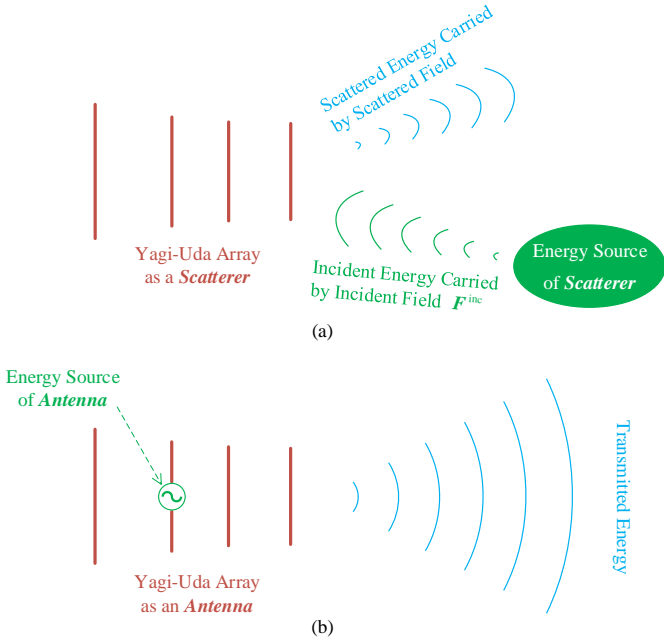 Scattered Energy Carried
by Scattered Field
Yagi-Uda Array
as a Scatterer
Incident Energy Carried
by Incident Field F inc
Energy Source
of Scatterer
(a)
Energy Source
of Antenna
Transmitted Energy
Yagi-Uda Array
as an Antenna
(b)